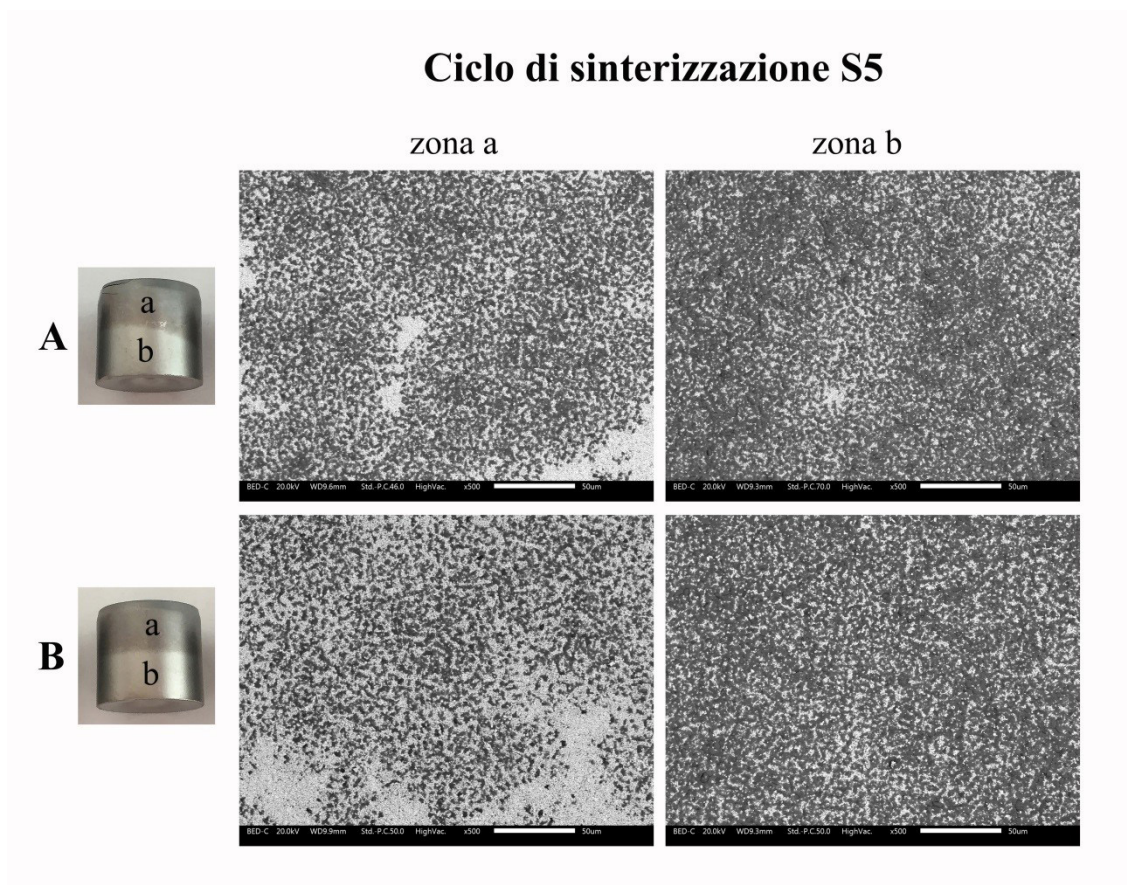 Ciclo di sinterizzazione S5
zona a
zona b
A
a
b
BED-C 20.0kV WD9.6mm Std.-P.C.46.0 HighVac. x500 50um
BED-C 20.0kV WD9.3mm Std.-P.C.70.0 HighVac. x500 50um
B
a
b
BED-C 20.0kV WD9.9mm Std.-P.C.50.0 HighVac. x500 50um
BED-C 20.0kV WD9.3mm Std.-P.C.50.0 HighVac. x500 50um